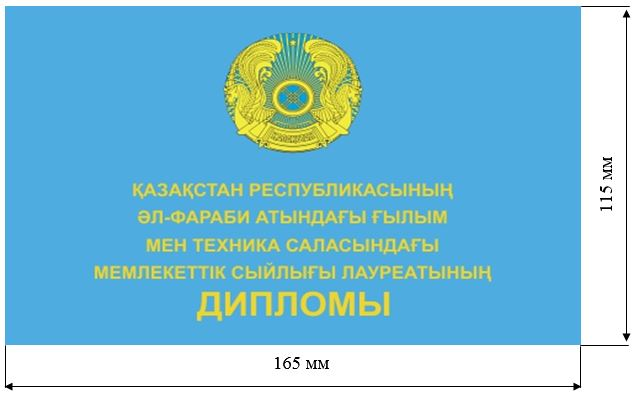 ҚАЗАҚСТАН РЕСПУБЛИКАСЫНЫҢ
ӘЛ-ФАРАБИ АТЫНДАҒЫ ҒЫЛЫМ
МЕН ТЕХНИКА САЛАСЫНДАҒЫ
МЕМЛЕКЕТТІК СЫЙЛЫҒЫ ЛАУРЕАТЫНЫҢ
ДИПЛОМЫ
115 мм
165 мм